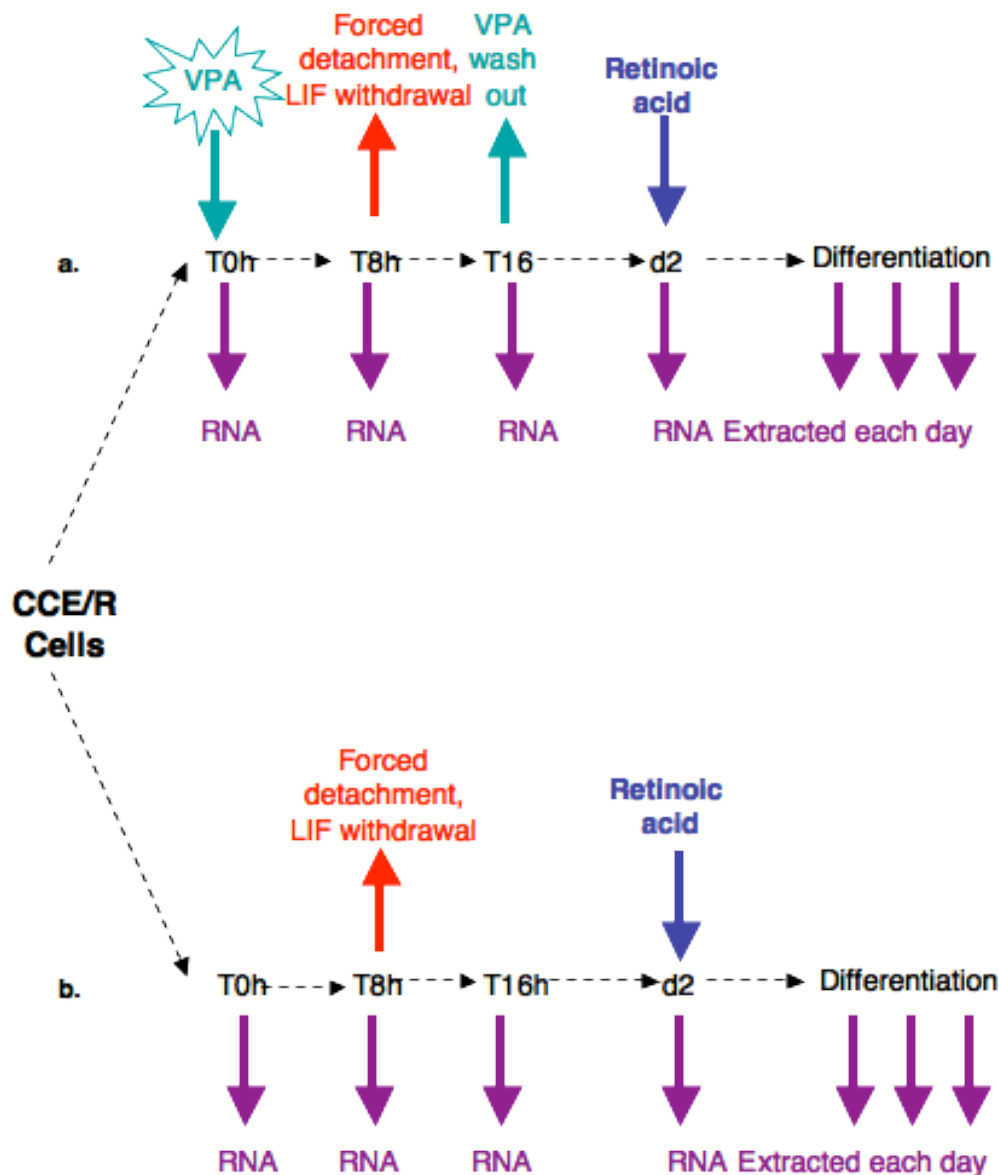 VPA
Forced
detachment,
LIF withdrawal
VPA
wash
out
Retinoic
acid
a.
T0h
T8h
T16
d2
Differentiation
RNA
RNA
RNA
RNA Extracted each day
CCE/R
Cells
Forced
detachment,
LIF withdrawal
Retinoic
acid
b.
T0h
T8h
T16h
d2
Differentiation
RNA
RNA
RNA
RNA Extracted each day